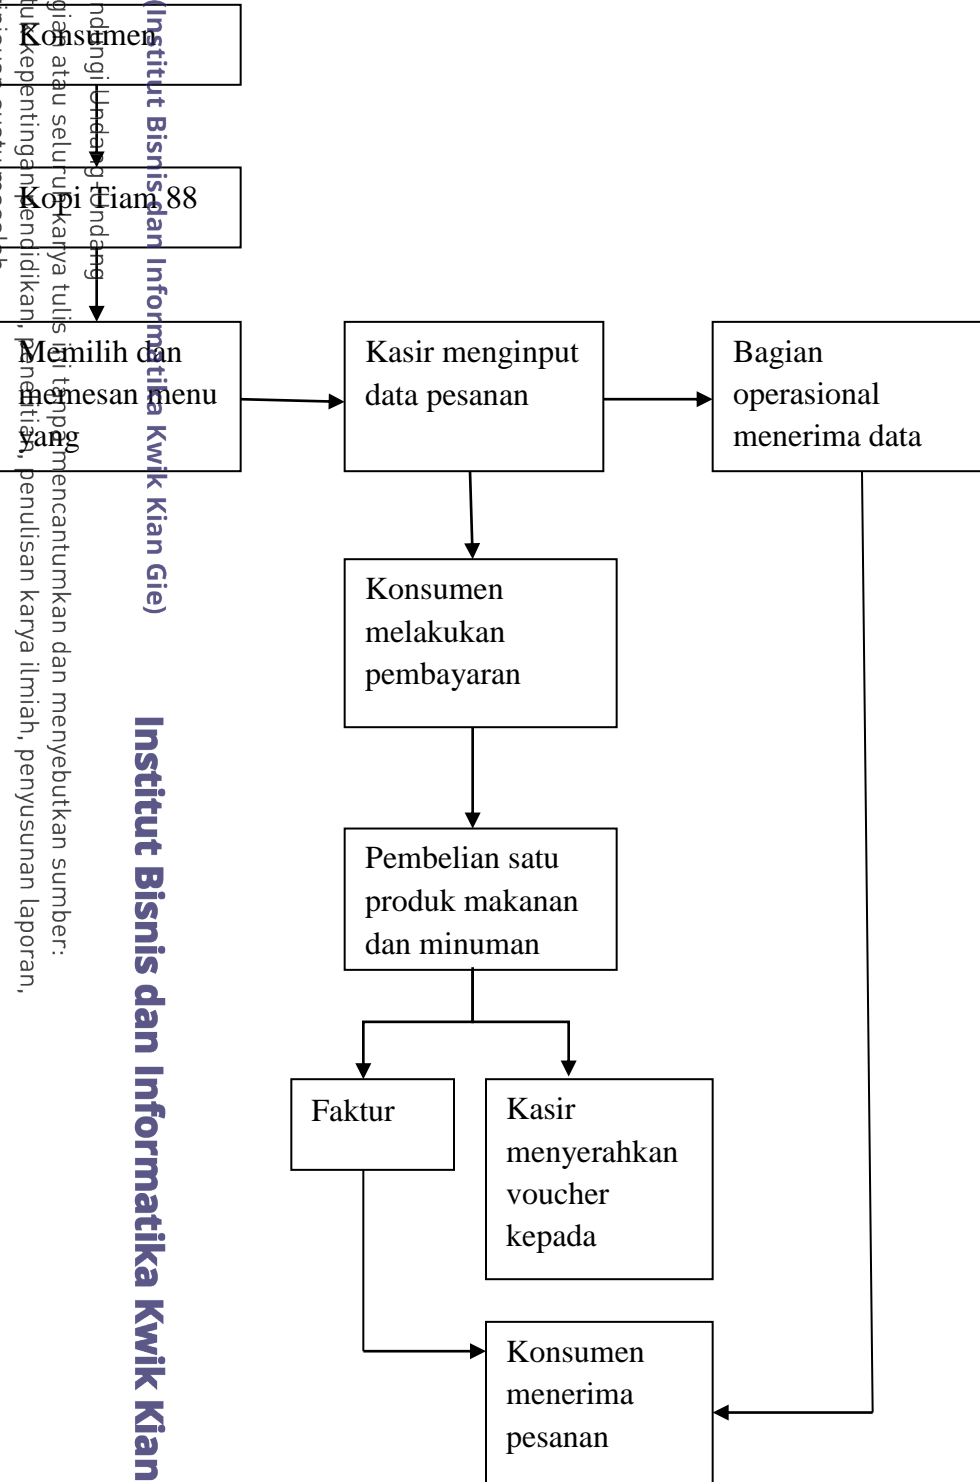 Konsumen
Kopi Tiam 88
Memilih dan
memesan menu
yang
Kasir menginput
data pesanan
Bagian
operasional
menerima data
Konsumen
melakukan
pembayaran
Pembelian satu
produk makanan
dan minuman
Faktur
Kasir
menyerahkan
voucher
kepada
Konsumen
menerima
pesanan
(Institut Bisnis dan Informatika Kwik Kian Gie)
Institut Bisnis dan Informatika Kwik Kian
ndungi Undang-Undang
gian atau seluruh karya tulis ini tanpa mencantumkan dan menyebutkan sumber:
tuk kepentingan pendidikan, penelitian, penulisan karya ilmiah, penyusunan laporan,